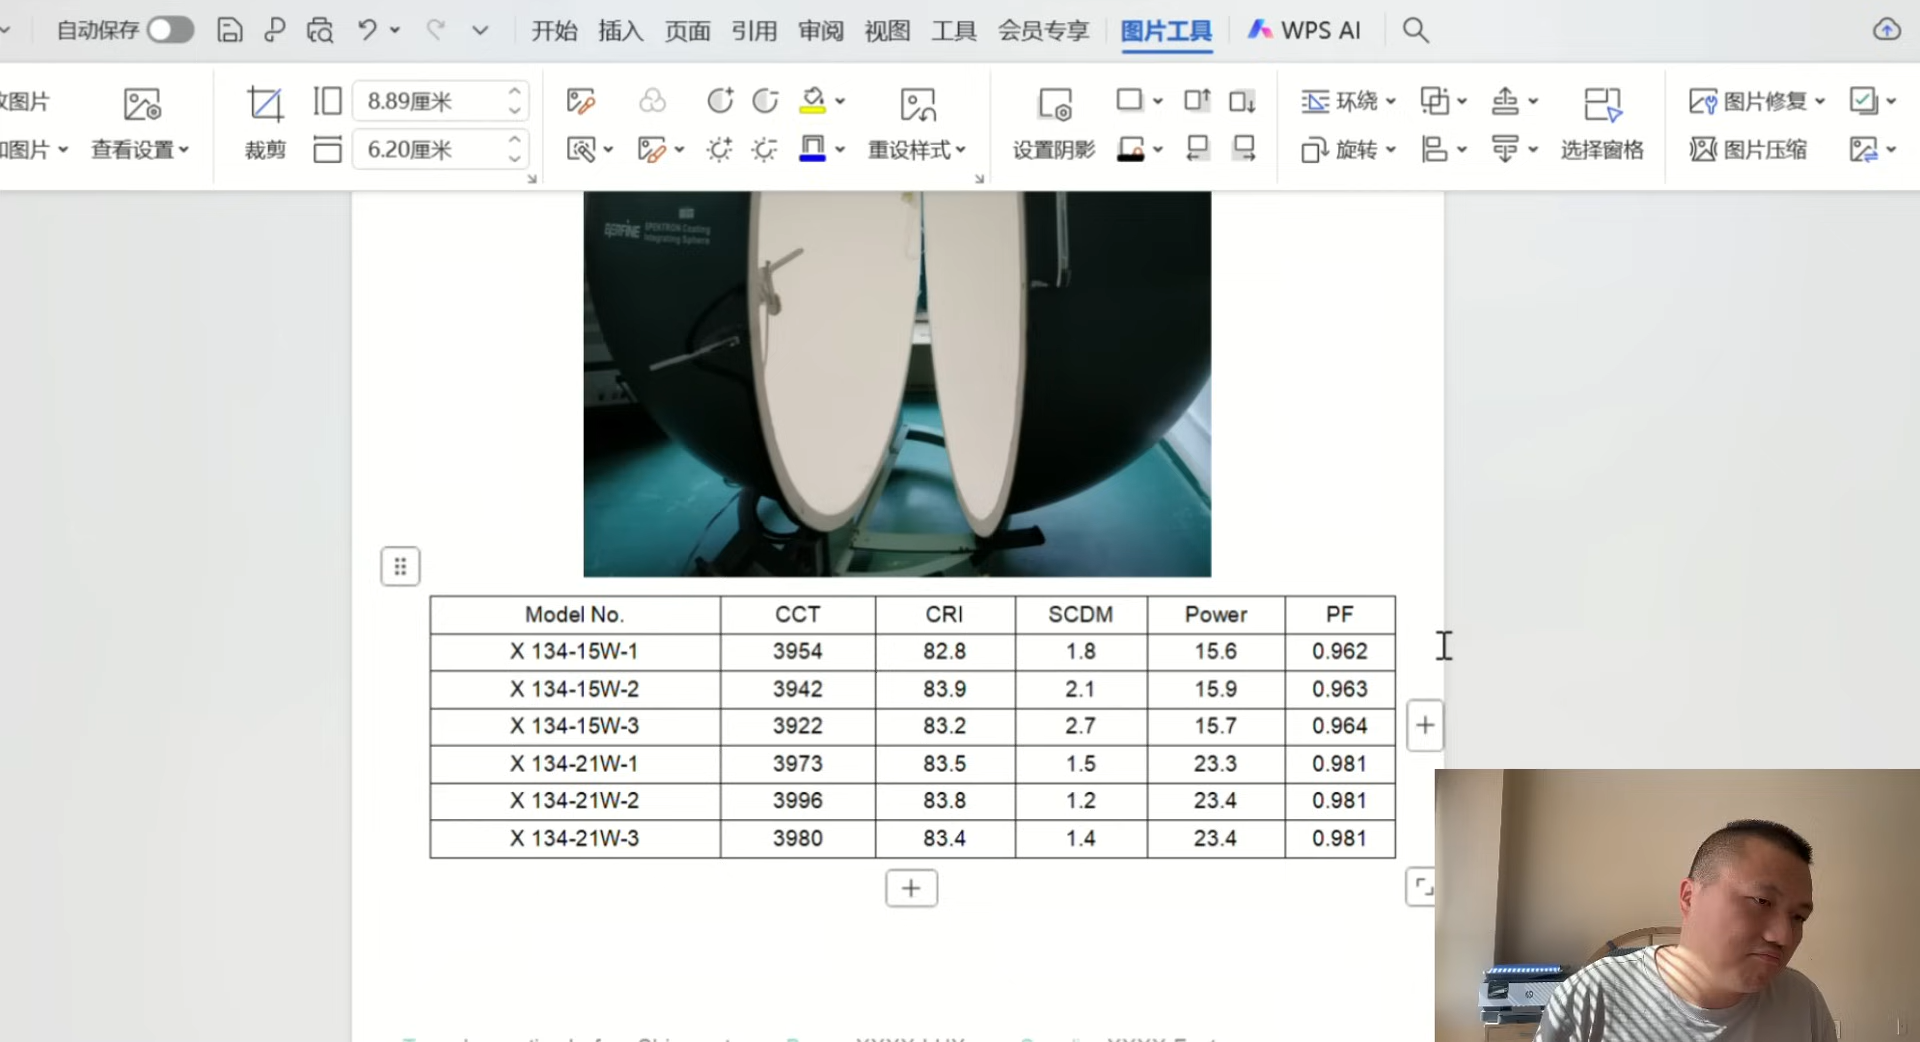 自动保存 开始 插入 页面 引用 审阅 视图 工具 会员专享 图片工具 WPS AI
图片 查看设置 裁剪 8.89厘米 6.20厘米 重设样式 设置阴影 环绕 旋转 选择窗格 图片修复 图片压缩
SPEKTRON Coating
Integrating Sphere
Model No. CCT CRI SCDM Power PF
X 134-15W-1 3954 82.8 1.8 15.6 0.962
X 134-15W-2 3942 83.9 2.1 15.9 0.963
X 134-15W-3 3922 83.2 2.7 15.7 0.964
X 134-21W-1 3973 83.5 1.5 23.3 0.981
X 134-21W-2 3996 83.8 1.2 23.4 0.981
X 134-21W-3 3980 83.4 1.4 23.4 0.981